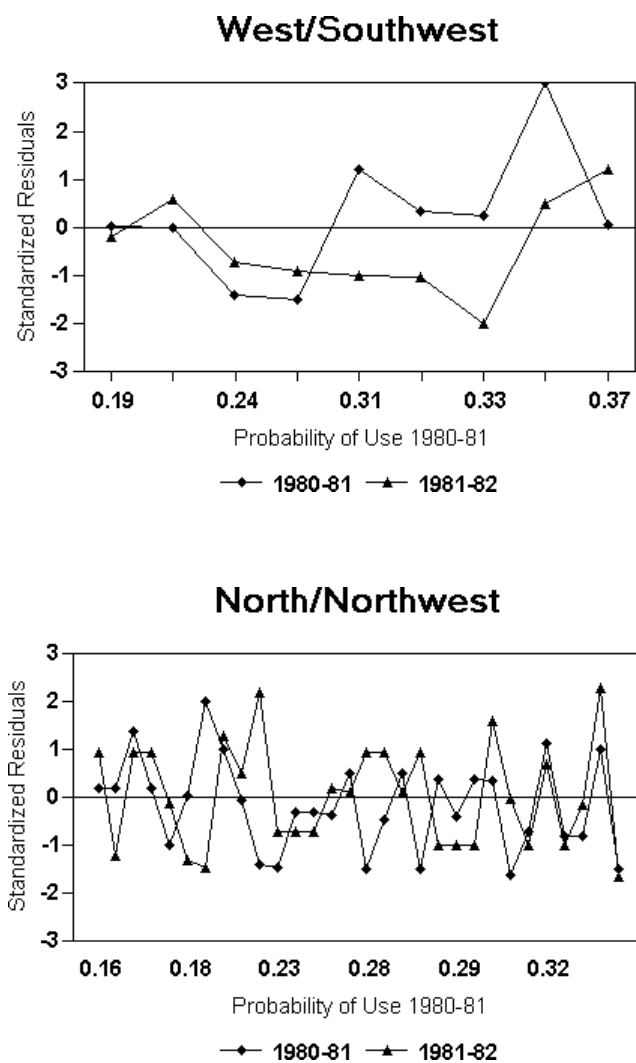 West/Southwest
3
2
1
0
-1
-2
-3
Standardized Residuals
0.19 0.24 0.31 0.33 0.37
Probability of Use 1980-81
1980-81 1981-82
North/Northwest
3
2
1
0
-1
-2
-3
Standardized Residuals
0.16 0.18 0.23 0.28 0.29 0.32
Probability of Use 1980-81
1980-81 1981-82